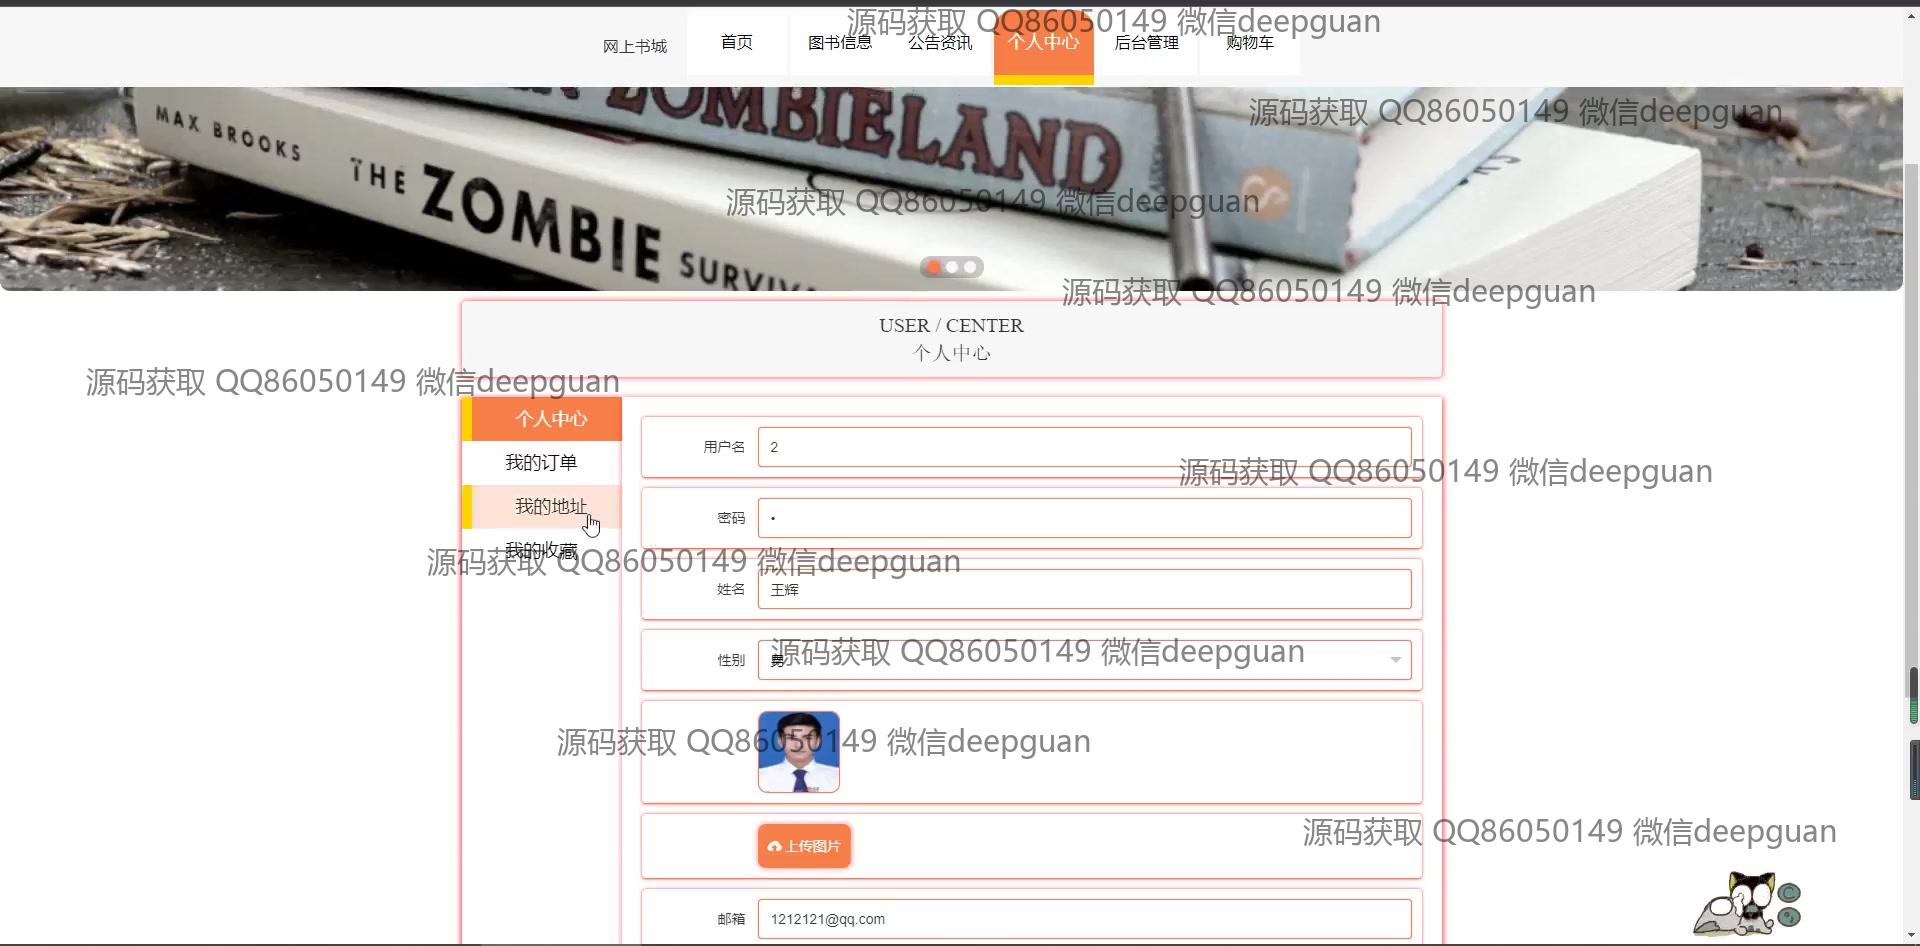 源码获取 QQ86050149 微信deepguan
网上书城 首页 图书信息 公告资讯 个人中心 后台管理 购物车
源码获取 QQ86050149 微信deepguan
MAX BROOKS
THE ZOMBIE SURVIVA
ZOMBIELAND
源码获取 QQ86050149 微信deepguan
源码获取 QQ86050149 微信deepguan
USER / CENTER
个人中心
源码获取 QQ86050149 微信deepguan
个人中心
我的订单
我的地址
我的收藏
用户名 2
源码获取 QQ86050149 微信deepguan
密码 •
源码获取 QQ86050149 微信deepguan
姓名 王辉
性别 男
源码获取 QQ86050149 微信deepguan
源码获取 QQ86050149 微信deepguan
上传图片
源码获取 QQ86050149 微信deepguan
邮箱 1212121@qq.com